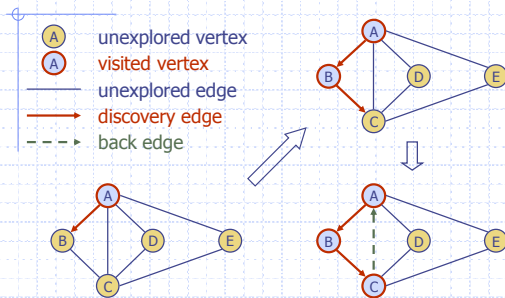 A unexplored vertex
A visited vertex
unexplored edge
discovery edge
back edge
A
B
D
E
C
A
B
D
E
C
A
B
D
E
C